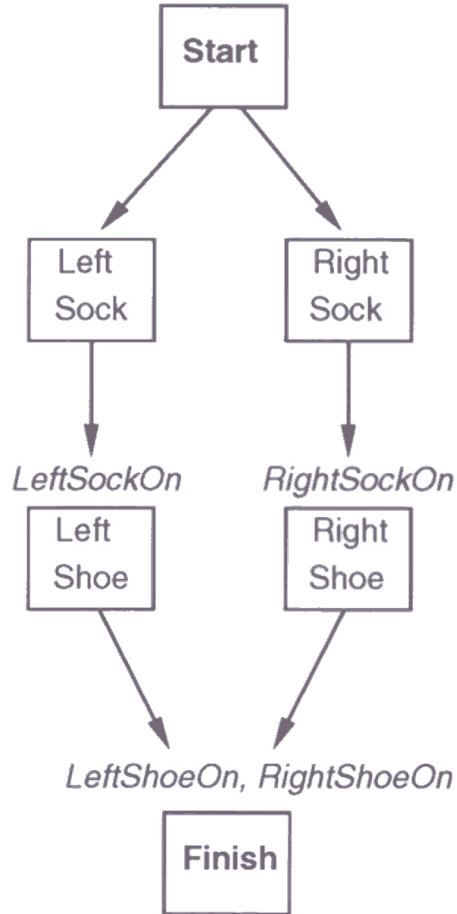 Start
Left
Sock
Right
Sock
LeftSockOn
RightSockOn
Left
Shoe
Right
Shoe
LeftShoeOn, RightShoeOn
Finish